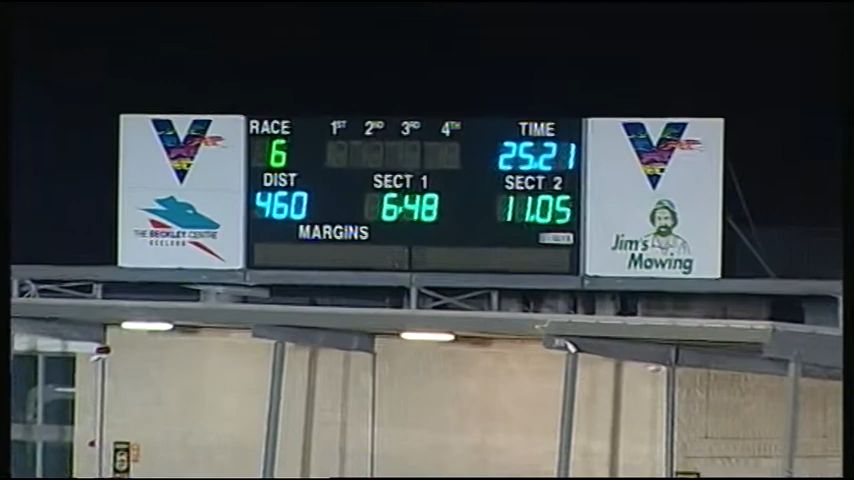 RACE 1ST 2ND 3RD 4TH TIME
6 25.21
DIST SECT 1 SECT 2
460 6.48 11.05
MARGINS
THE BECKLEY CENTRE
GEELONG
Jim's
Mowing